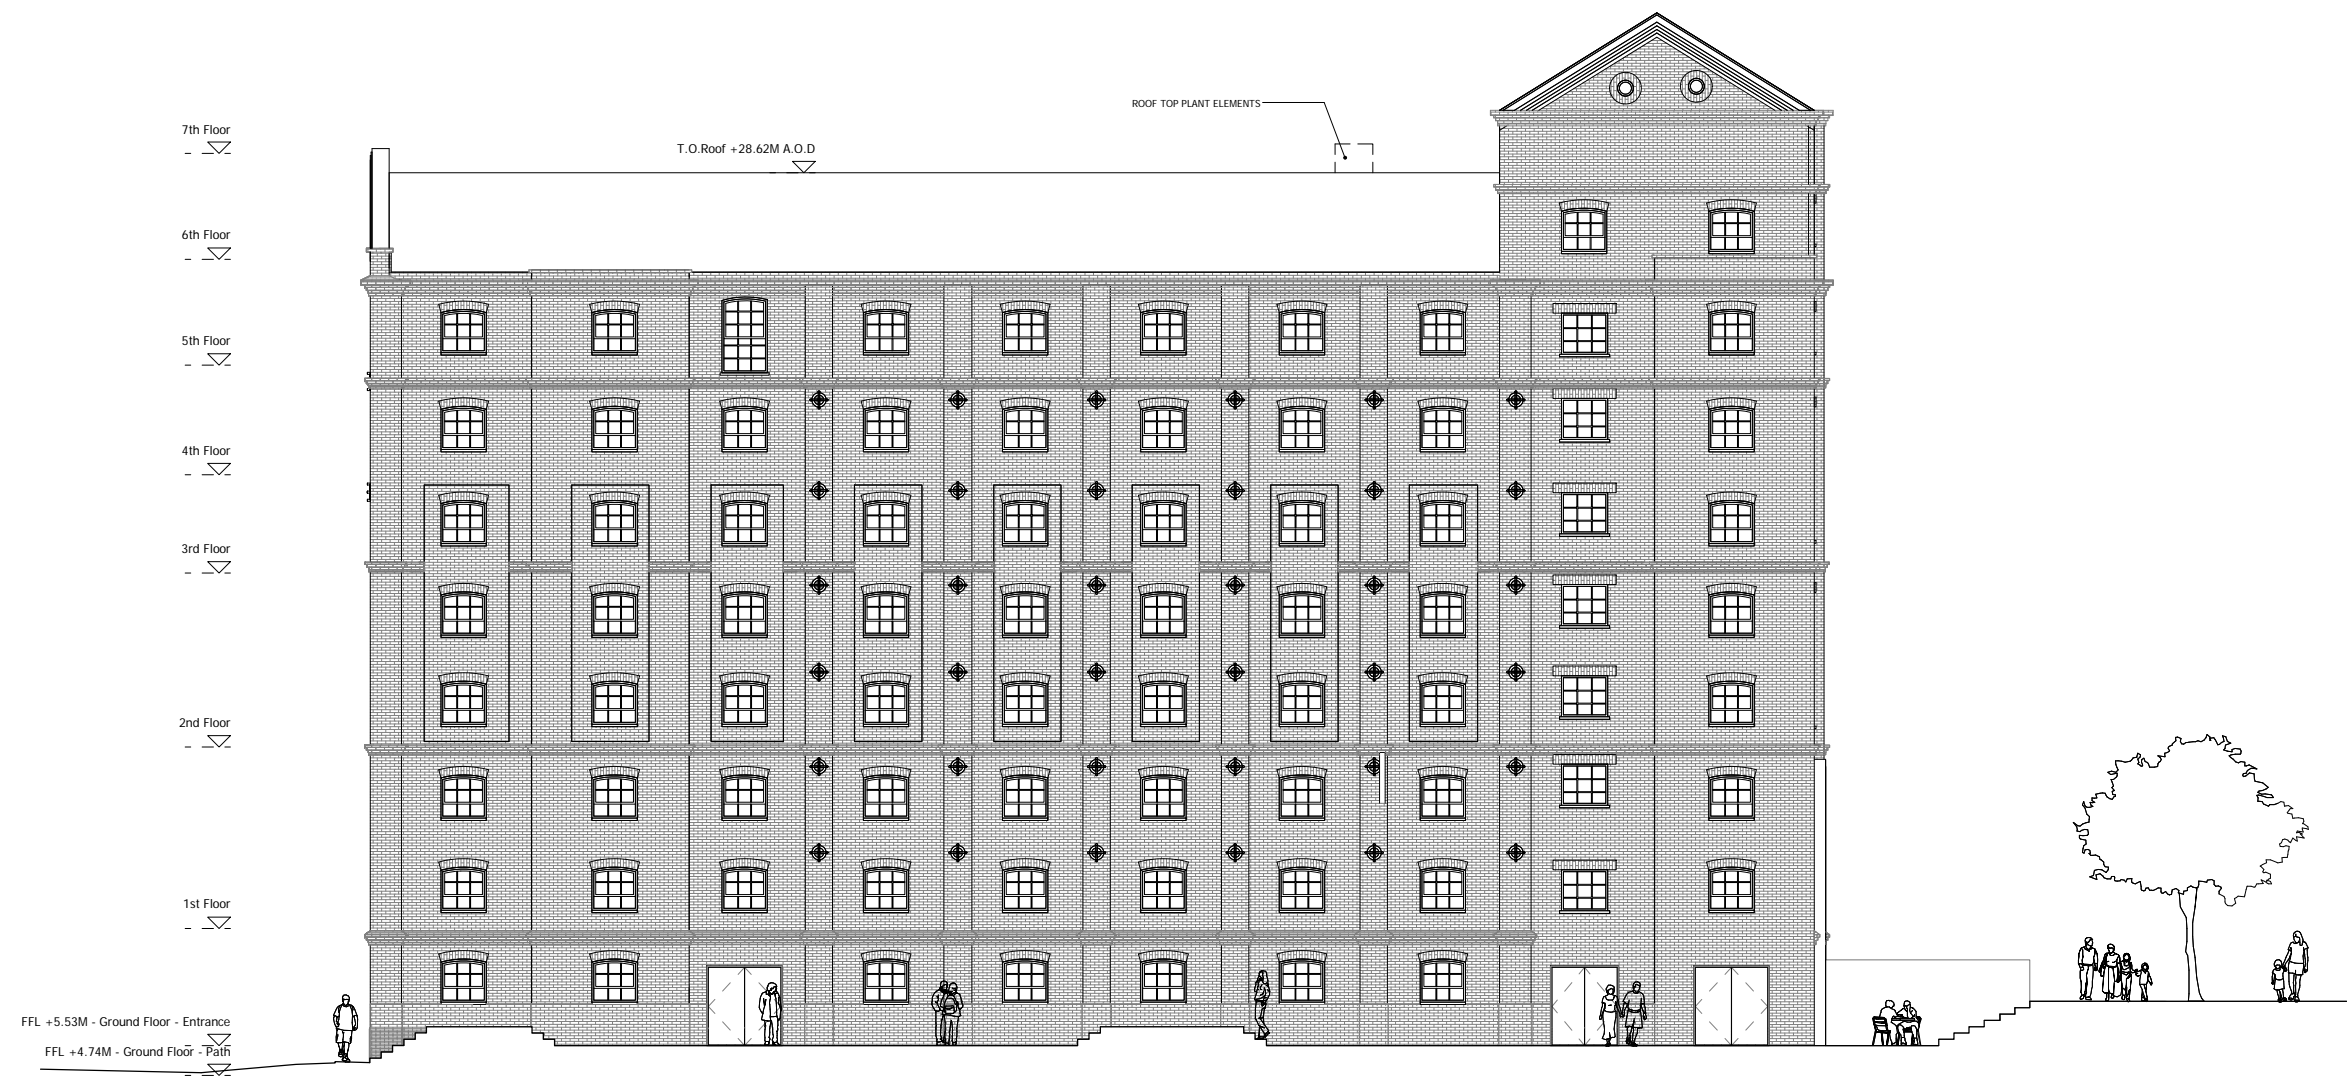 ROOF TOP PLANT ELEMENTS
7th Floor
T.O.Roof +28.62M A.O.D
6th Floor
5th Floor
4th Floor
3rd Floor
2nd Floor
1st Floor
FFL +5.53M - Ground Floor - Entrance
FFL +4.74M - Ground Floor - Path